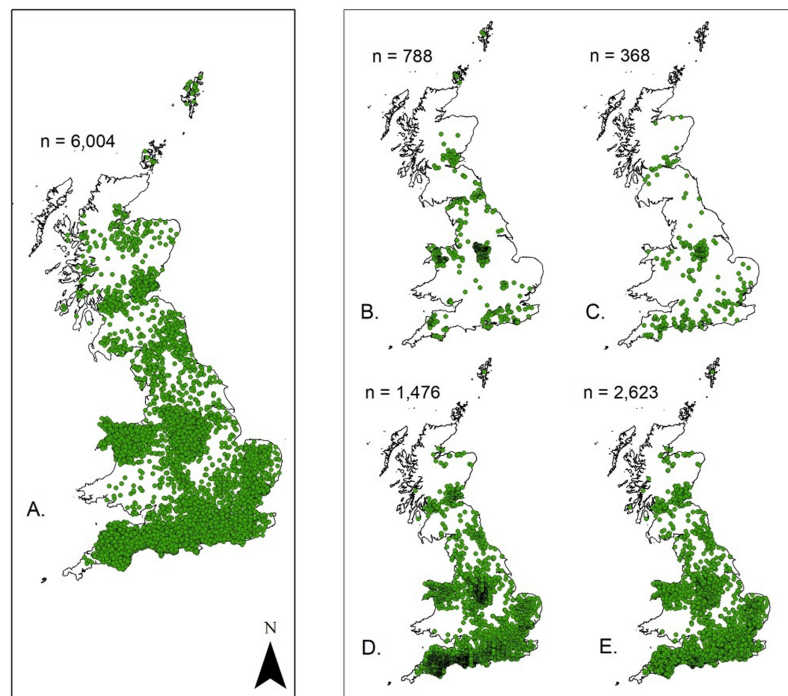 n = 6,004
A.
N
n = 788
B.
n = 368
C.
n = 1,476
D.
n = 2,623
E.